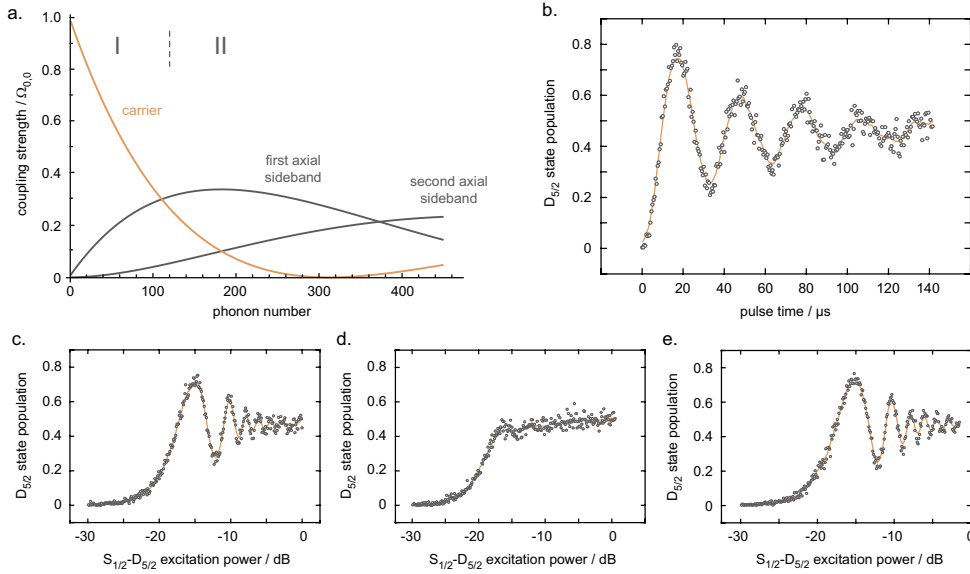 a.
I
II
carrier
first axial
sideband
second axial
sideband
coupling strength / Ω0,0
1.0
0.8
0.6
0.4
0.2
0
0
100
200
300
400
phonon number
b.
D5/2 state population
0.8
0.6
0.4
0.2
0
0
20
40
60
80
100
120
140
pulse time / μs
c.
D5/2 state population
0.8
0.6
0.4
0.2
0
-30
-20
-10
0
S1/2-D5/2 excitation power / dB
d.
D5/2 state population
0.8
0.6
0.4
0.2
0
-30
-20
-10
0
S1/2-D5/2 excitation power / dB
e.
D5/2 state population
0.8
0.6
0.4
0.2
0
-30
-20
-10
0
S1/2-D5/2 excitation power / dB